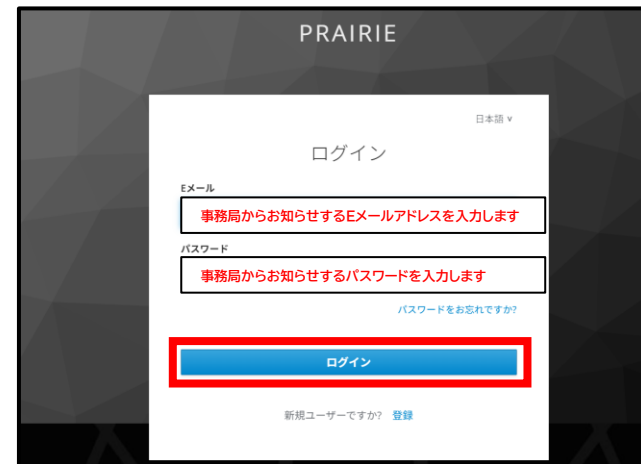 PRAIRIE
日本語 ∨
ログイン
Eメール
事務局からお知らせするEメールアドレスを入力します
パスワード
事務局からお知らせするパスワードを入力します
パスワードをお忘れですか?
ログイン
新規ユーザーですか? 登録